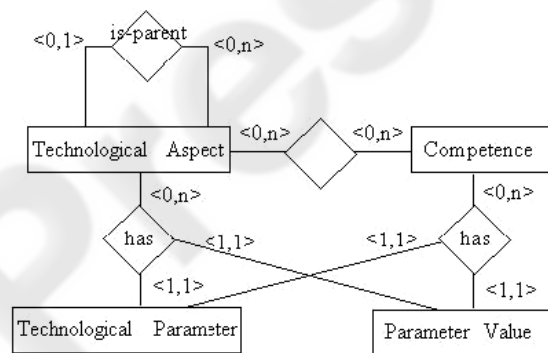 is-parent
<0,1> <0,n>
<0,n> <0,n>
Technological Aspect Competence
<0,n> <0,n>
has <1,1> <1,1> has
<1,1> <1,1>
Technological Parameter Parameter Value